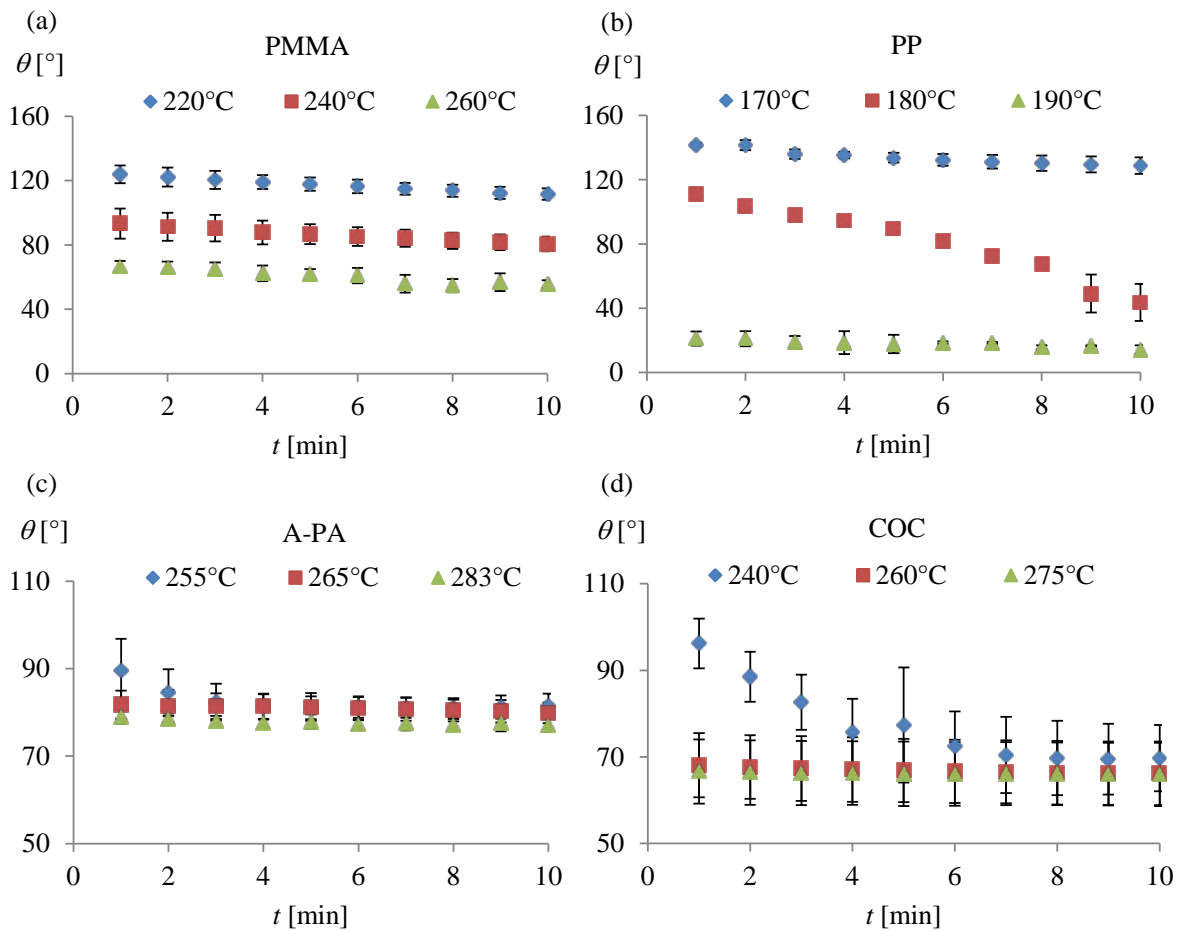 (a)
PMMA
θ [°]
220°C 240°C 260°C
160
120
80
40
0
0 2 4 6 8 10
t [min]
(b)
PP
θ [°]
170°C 180°C 190°C
160
120
80
40
0
0 2 4 6 8 10
t [min]
(c)
A-PA
θ [°]
255°C 265°C 283°C
110
90
70
50
0 2 4 6 8 10
t [min]
(d)
COC
θ [°]
240°C 260°C 275°C
110
90
70
50
0 2 4 6 8 10
t [min]